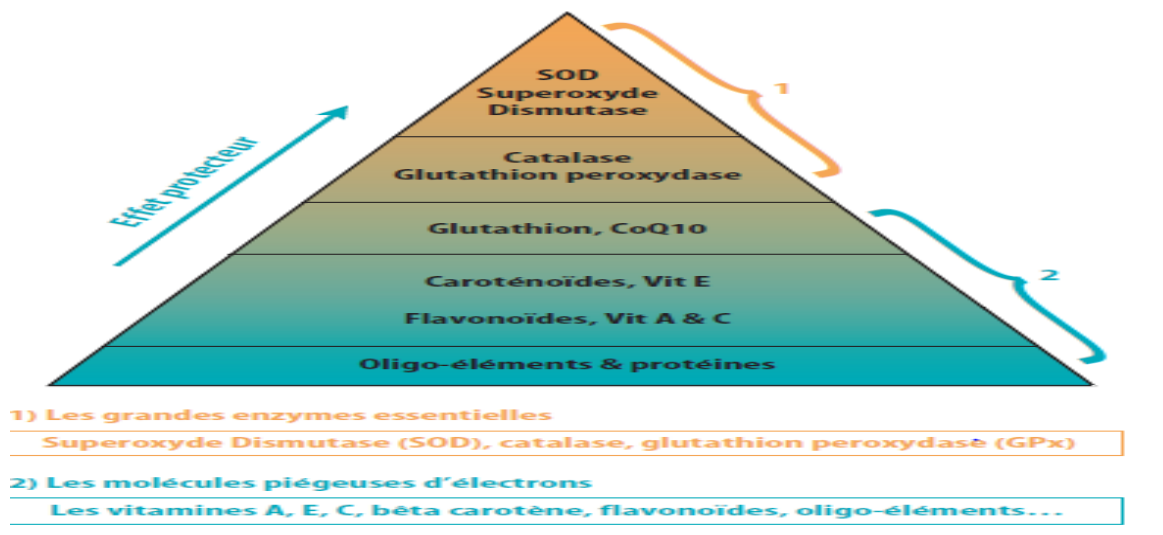 SOD
Superoxyde
Dismutase
1
Catalase
Glutathion peroxydase
Effet protecteur
Glutathion, CoQ10
2
Caroténoïdes, Vit E
Flavonoïdes, Vit A & C
Oligo-éléments & protéines
1) Les grandes enzymes essentielles
Superoxyde Dismutase (SOD), catalase, glutathion peroxydase (GPx)
2) Les molécules piégeuses d'électrons
Les vitamines A, E, C, bêta carotène, flavonoïdes, oligo-éléments...